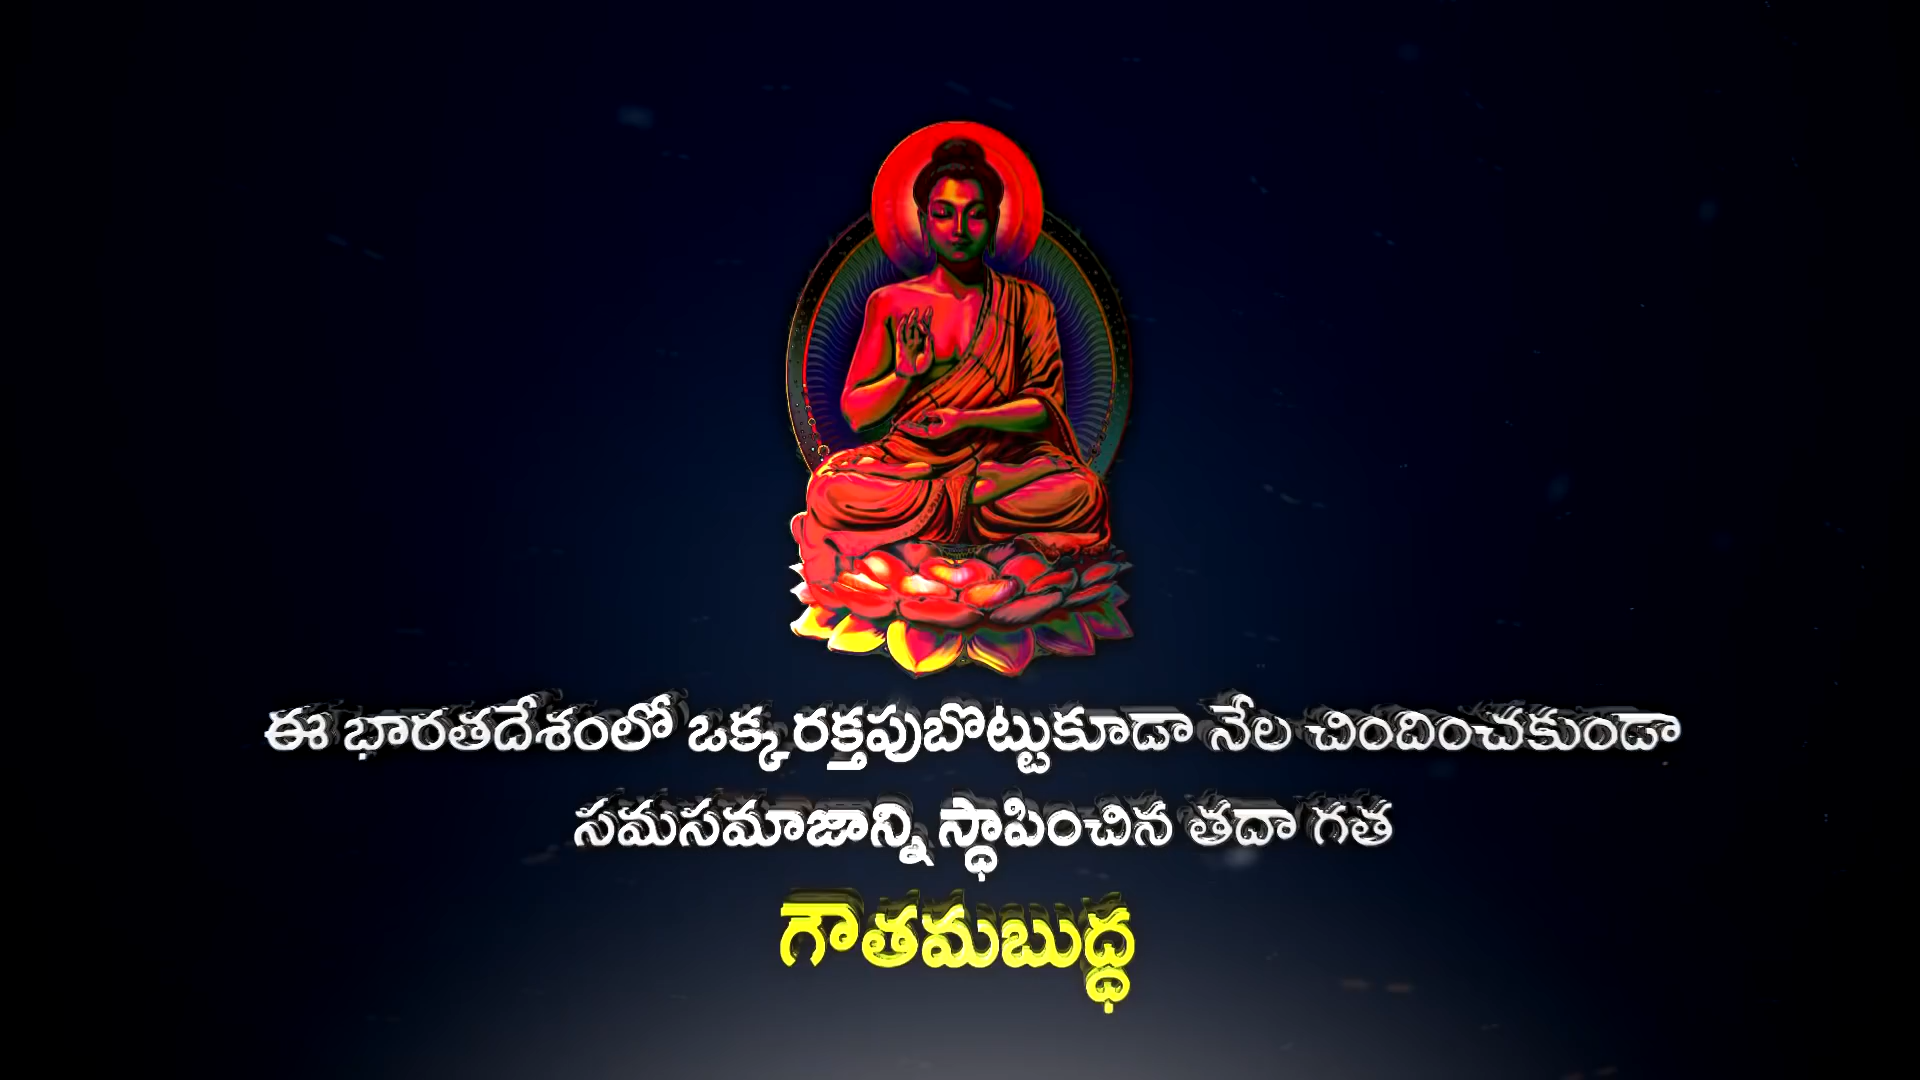 ఈ భారతదేశంలో ఒక్క రక్తపుబొట్టుకూడా నేల చిందించకుండా
సమసమాజాన్ని స్థాపించిన తదా గత
గౌతమబుద్ధ